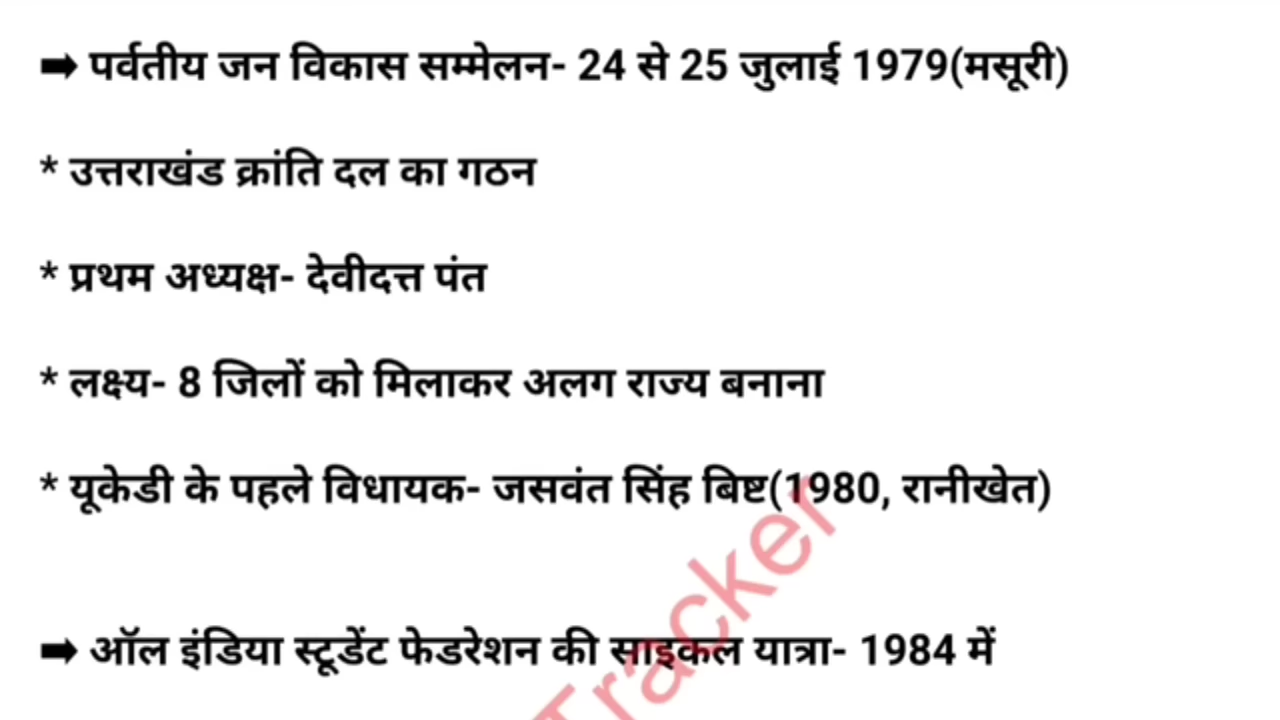 ➡ पर्वतीय जन विकास सम्मेलन- 24 से 25 जुलाई 1979(मसूरी)
* उत्तराखंड क्रांति दल का गठन
* प्रथम अध्यक्ष- देवीदत्त पंत
* लक्ष्य- 8 जिलों को मिलाकर अलग राज्य बनाना
* यूकेडी के पहले विधायक- जसवंत सिंह बिष्ट(1980, रानीखेत)
➡ ऑल इंडिया स्टूडेंट फेडरेशन की साइकल यात्रा- 1984 में
Tracker